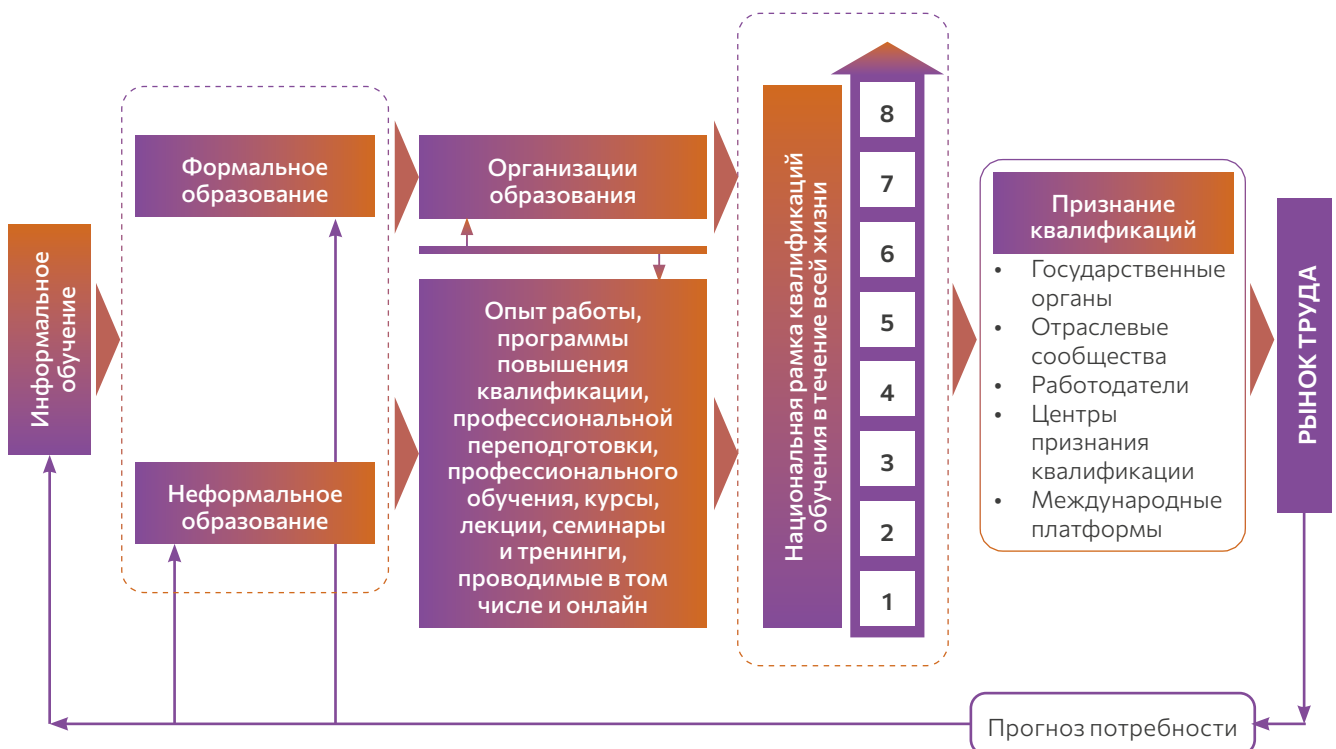 Информальное
обучение
Формальное
образование
Неформальное
образование
Организации
образования
Опыт работы,
программы
повышения
квалификации,
профессиональной
переподготовки,
профессионального
обучения, курсы,
лекции, семинары
и тренинги,
проводимые в том
числе и онлайн
Национальная рамка квалификаций
обучения в течение всей жизни
8
7
6
5
4
3
2
1
Признание
квалификаций
• Государственные
органы
• Отраслевые
сообщества
• Работодатели
• Центры
признания
квалификации
• Международные
платформы
РЫНОК ТРУДА
Прогноз потребности